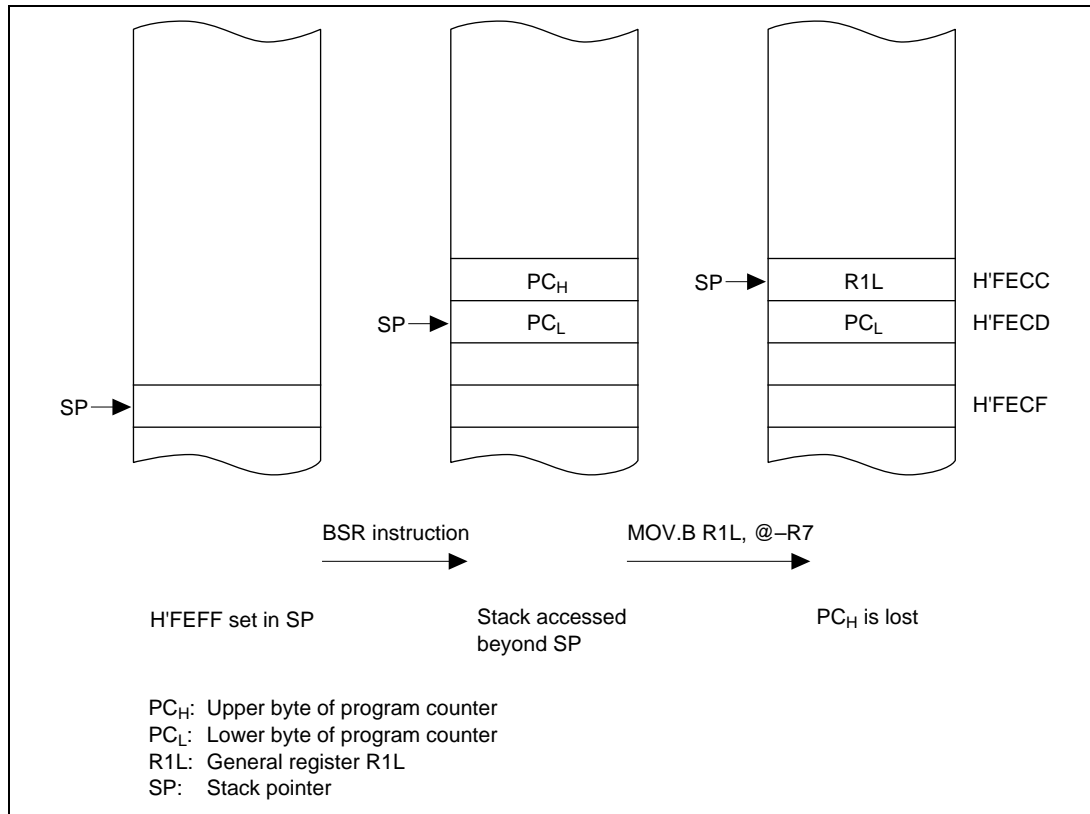 PCH
SP
R1L
H'FECC
SP
PCL
PCL
H'FECD
SP
H'FECF
BSR instruction
MOV.B R1L, @–R7
H'FEFF set in SP
Stack accessed
beyond SP
PCH is lost
PCH: Upper byte of program counter
PCL: Lower byte of program counter
R1L: General register R1L
SP: Stack pointer